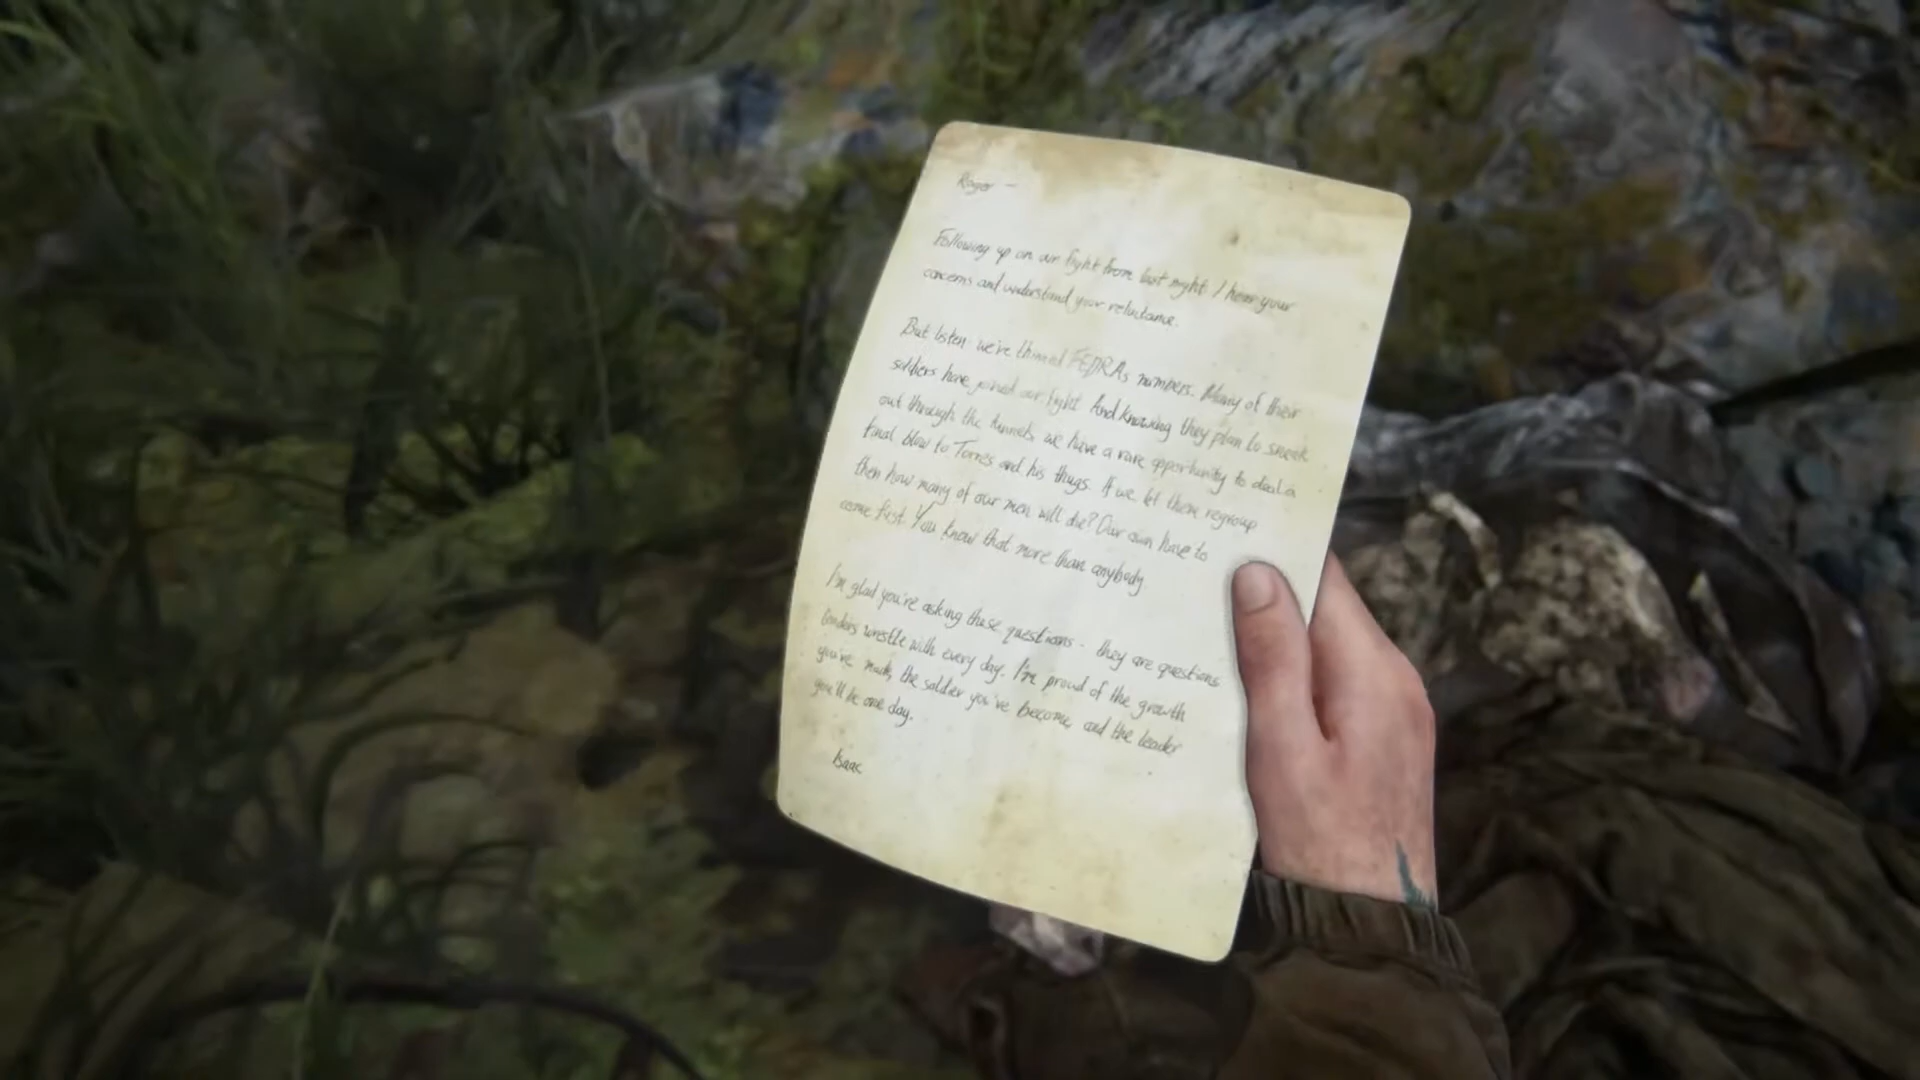 Roger -
Following up on our fight from last night. I hear your
concerns and understand your reluctance.
But listen- we've thinned FEDRAs numbers. Many of their
soldiers have joined our fight. And knowing they plan to sneak
out through the tunnels, we have a rare opportunity to deal a
final blow to Torres and his thugs. If we let them regroup
then how many of our men will die? Our own have to
come first. You know that more than anybody.
I'm glad you're asking these questions - they are questions
leaders wrestle with every day. I'm proud of the growth
you've made, the soldier you've become, and the leader
you'll be one day.
Isaac